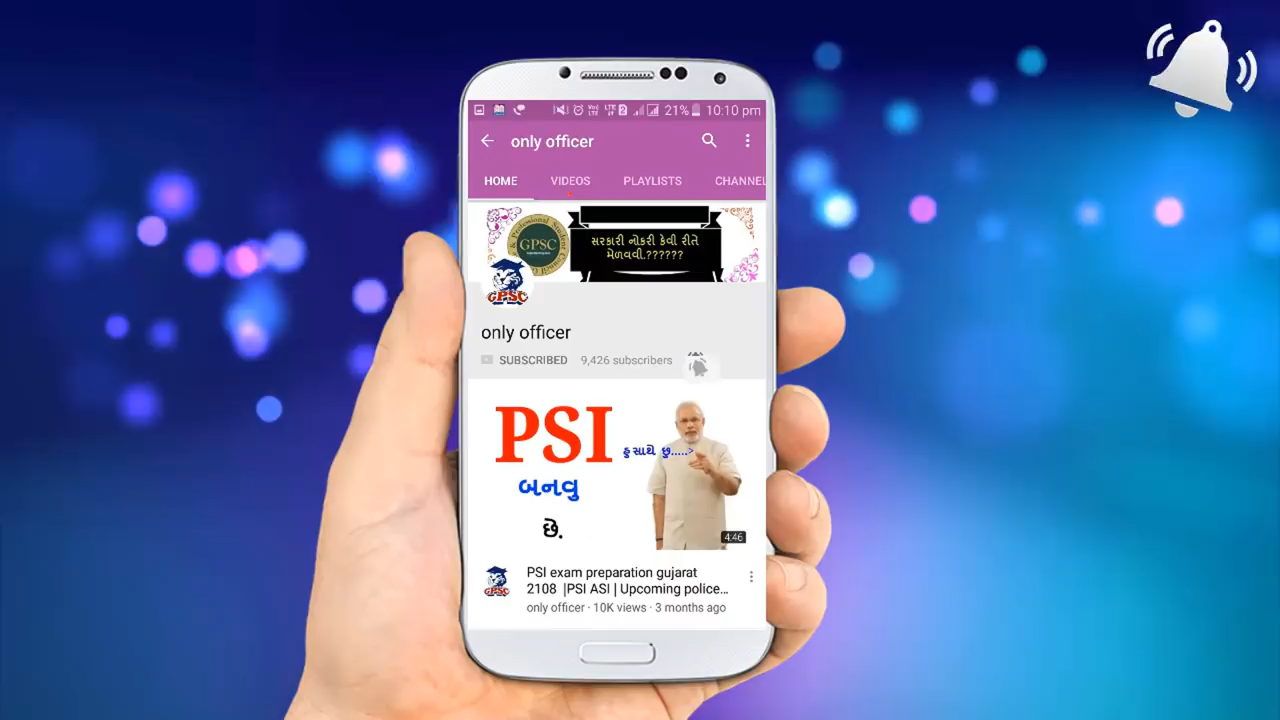 21% 10:10 pm
only officer
HOME VIDEOS PLAYLISTS CHANNEL
GPSC
સરકારી નોકરી કેવી રીતે
મેળવવી.??????
GPSC
only officer
SUBSCRIBED 9,426 subscribers
PSI
હુ સાથે છુ.....>
બનવુ
છે.
4:46
PSI exam preparation gujarat
2108 |PSI ASI | Upcoming police...
only officer · 10K views · 3 months ago
GPSC